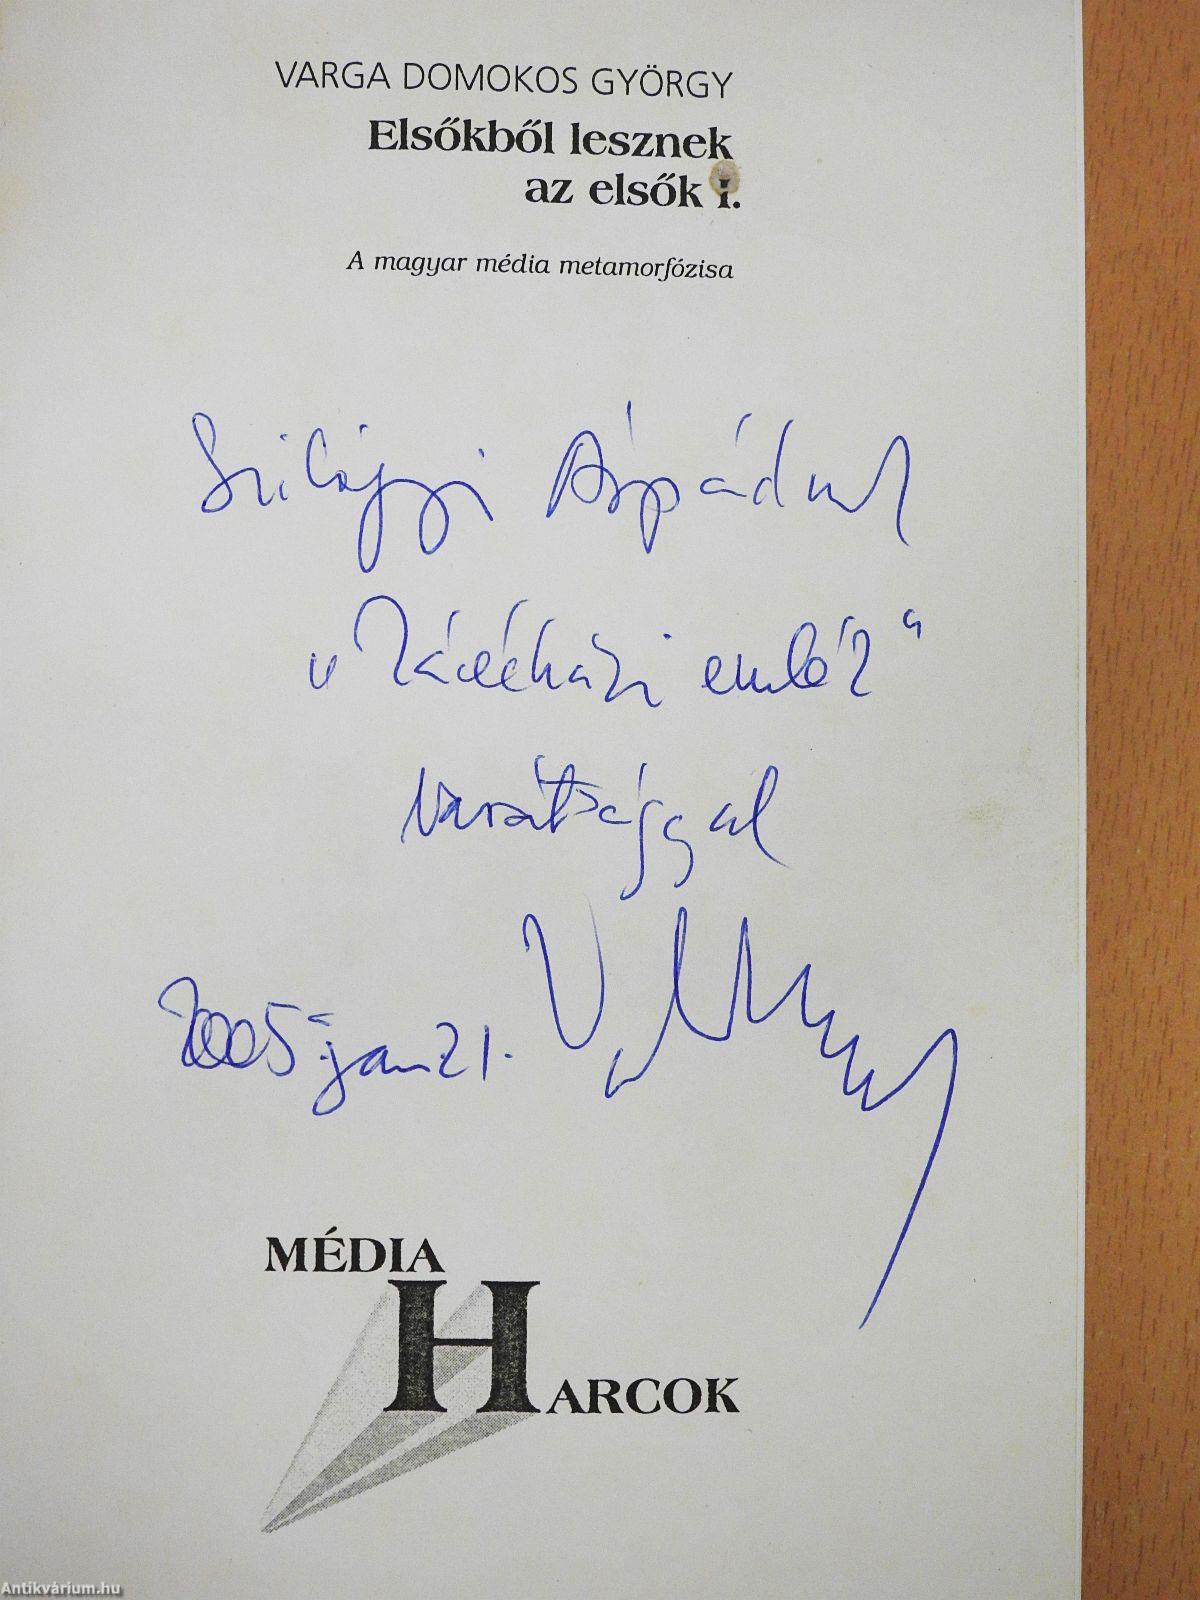 VARGA DOMOKOS GYÖRGY
Elsőkből lesznek
az elsők I.
A magyar média metamorfózisa
Szilágyi Árpádnak
barátsággal
2005. jan. 21.
MÉDIA
HARCOK
Antikvárium.hu